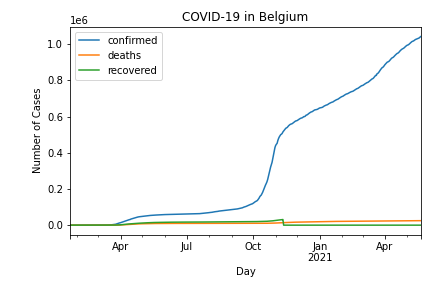 COVID-19 in Belgium
1e6
confirmed
deaths
recovered
Number of Cases
1.0
0.8
0.6
0.4
0.2
0.0
Apr Jul Oct Jan Apr
2021
Day